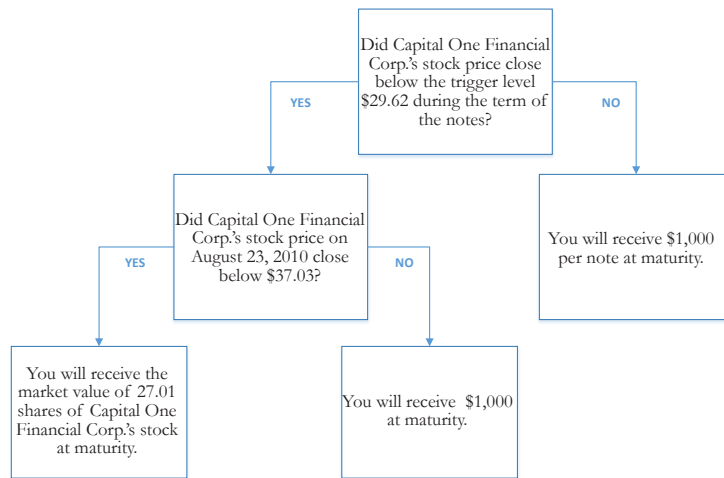 Did Capital One Financial
Corp.'s stock price close
below the trigger level
$29.62 during the term of
the notes?
YES
NO
Did Capital One Financial
Corp.'s stock price on
August 23, 2010 close
below $37.03?
You will receive $1,000
per note at maturity.
YES
NO
You will receive the
market value of 27.01
shares of Capital One
Financial Corp.'s stock
at maturity.
You will receive $1,000
at maturity.